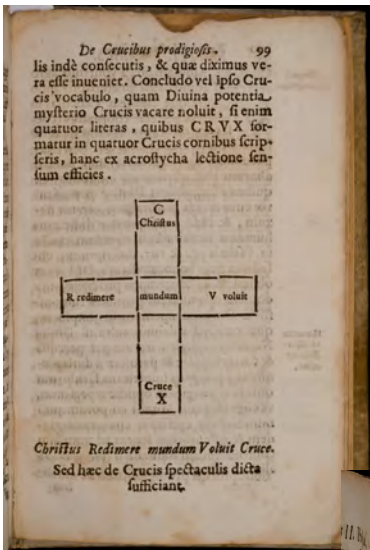 De Crucibus prodigiosis. 99
lis indè conſecutis, & quæ diximus ve-
ra eſſe inueniet. Concludo vel ipſo Cru-
cis vocabulo, quam Diuina potentia
myſterio Crucis vacare noluit, ſi enim
quatuor literas, quibus C R V X for-
matur in quatuor Crucis cornibus ſcrip-
ſeris, hanc ex acroſtycha lectione ſen-
ſum efficies.
C
Chriſtus
R redimere mundum V voluit
Cruce
X
Chriſtus Redimere mundum Voluit Cruce.
Sed hæc de Crucis ſpectaculis dicta
ſufficiant.